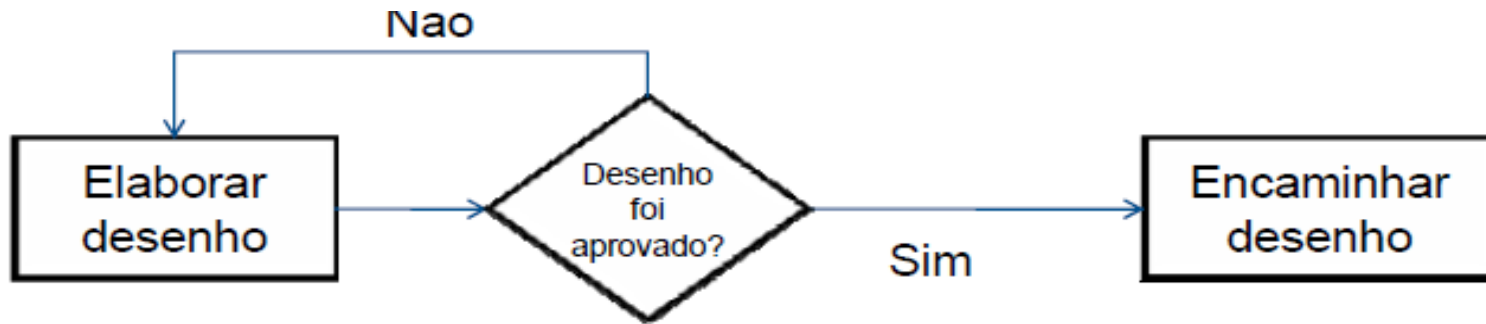 Nao
Elaborar
desenho
Desenho
foi
aprovado?
Sim
Encaminhar
desenho